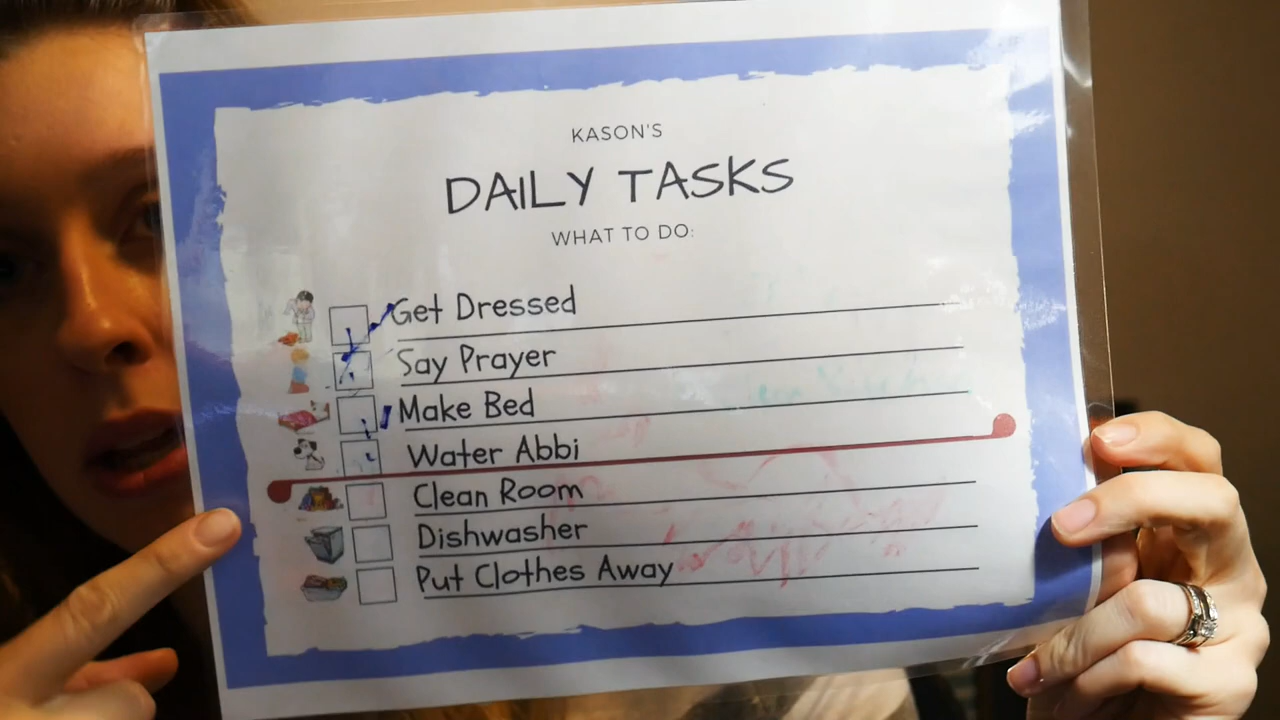 KASON'S
DAILY TASKS
WHAT TO DO:
Get Dressed
Say Prayer
Make Bed
Water Abbi
Clean Room
Dishwasher
Put Clothes Away